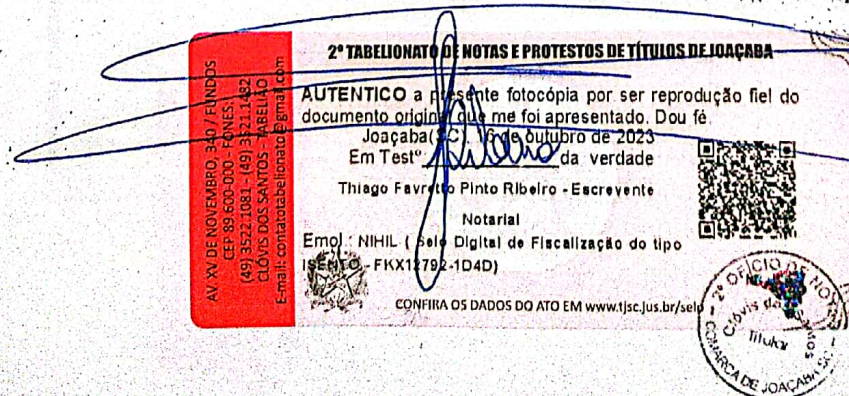 2º TABELIONATO DE NOTAS E PROTESTOS DE TÍTULOS DE JOAÇABA
AV. XV DE NOVEMBRO, 340 / FUNDOS
CEP 89.600-000 - FONES:
(49) 3522.1081 - (49) 3521.1482
CLÓVIS DOS SANTOS - TABELIÃO
E-mail: contatotabelionato@gmail.com
AUTENTICO a presente fotocópia por ser reprodução fiel do
documento original que me foi apresentado. Dou fé.
Joaçaba(SC), 16 de outubro de 2023
Em Testº da verdade
Thiago Favretto Pinto Ribeiro - Escrevente
Notarial
Emol.: NIHIL ( Selo Digital de Fiscalização do tipo
ISENTO - FKX12792-1D4D)
CONFIRA OS DADOS DO ATO EM www.tjsc.jus.br/selo
2º OFÍCIO DE
Clóvis
Titular
COMARCA DE JOAÇABA SC